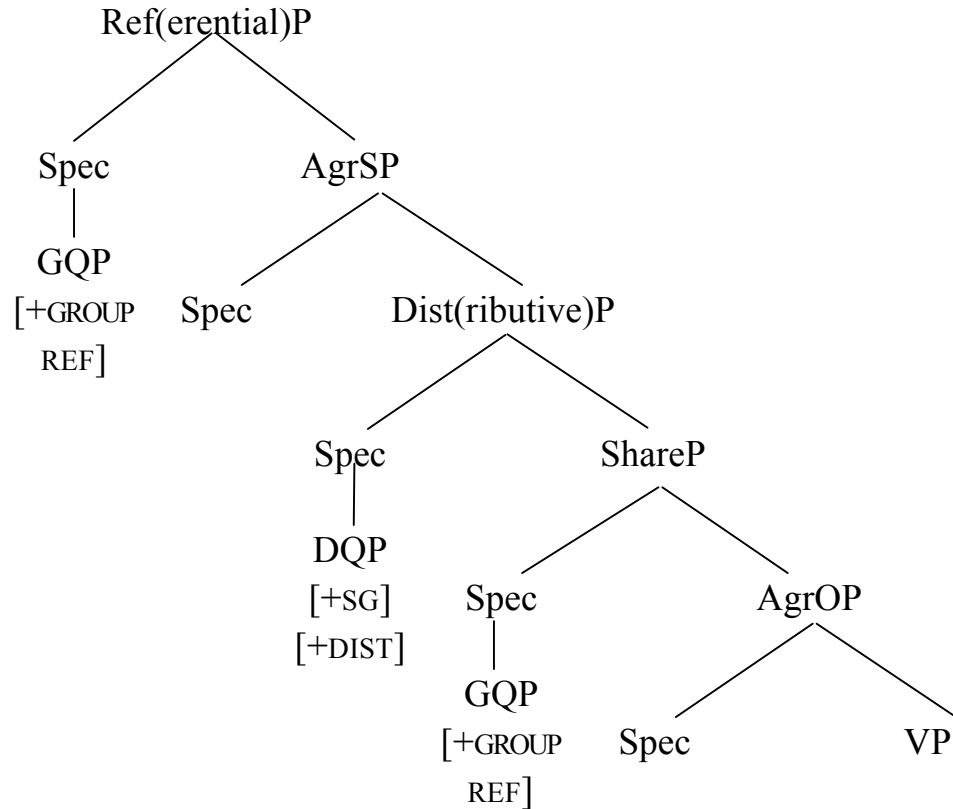 Ref(erential)P
Spec AgrSP
GQP
[+GROUP Spec Dist(ributive)P
REF]
Spec ShareP
DQP
[+SG] Spec AgrOP
[+DIST]
GQP
[+GROUP Spec VP
REF]